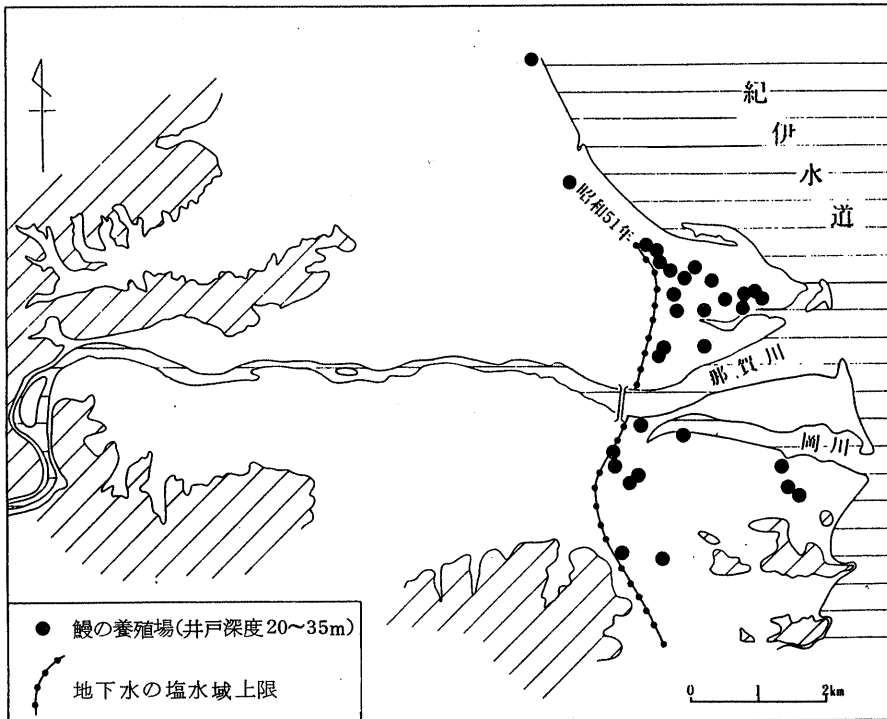 紀伊水道
昭和51年
那賀川
岡川
● 鰻の養殖場(井戸深度20~35m)
地下水の塩水域上限
0 1 2km